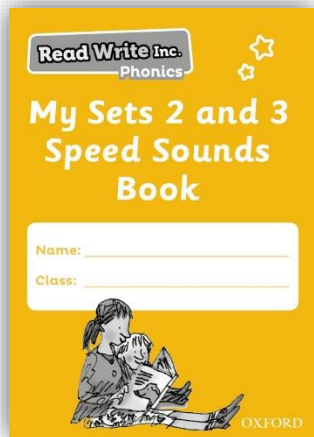 Read Write Inc.
Phonics
My Sets 2 and 3
Speed Sounds
Book
Name:
Class:
OXFORD